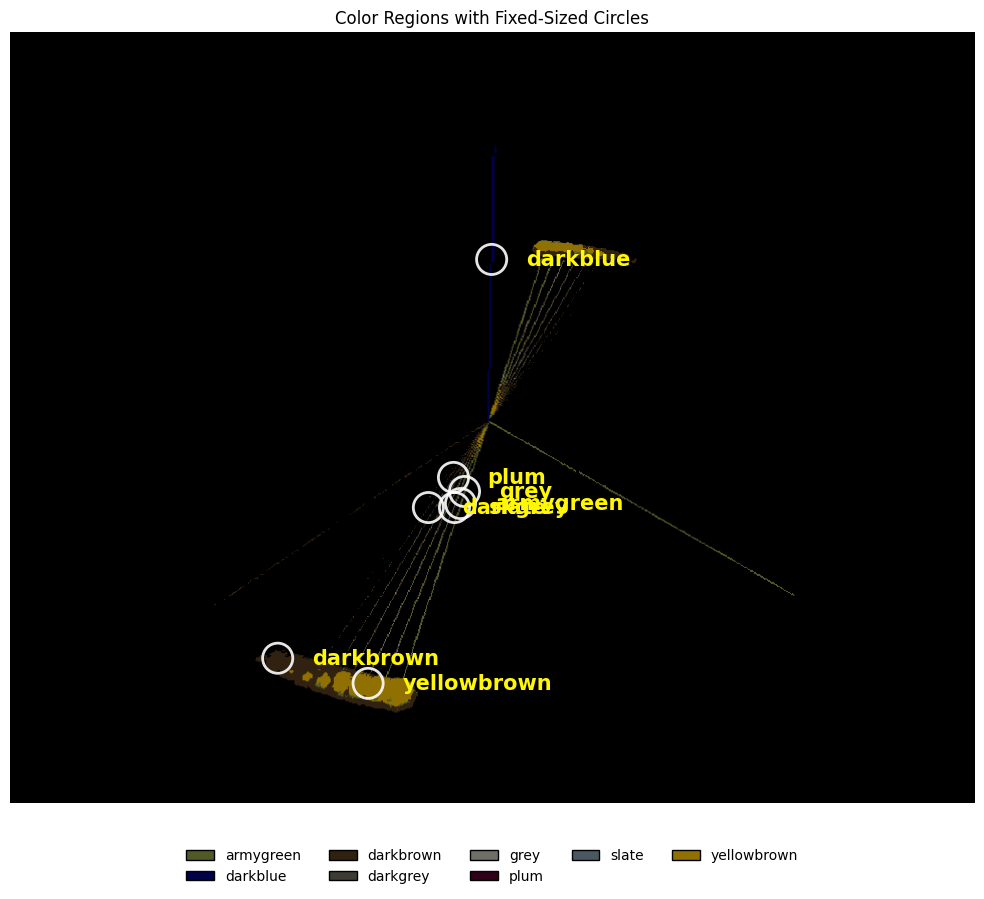 Color Regions with Fixed-Sized Circles
darkblue
plum
grey
armygreen
slate
darkgrey
darkbrown
yellowbrown
armygreen darkbrown grey slate yellowbrown
darkblue darkgrey plum